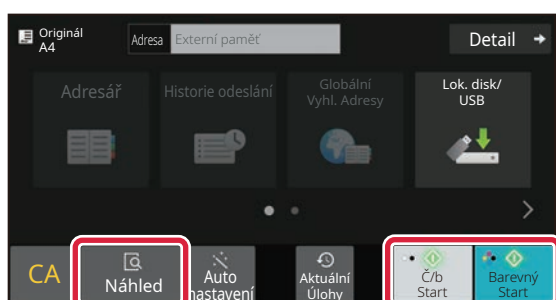 Originál
A4
Adresa Externí paměť
Detail
Adresář
Historie odeslání
Globální
Vyhl. Adresy
Lok. disk/
USB
CA
Náhled
Auto
nastavení
Aktuální
Úlohy
Č/b
Start
Barevný
Start